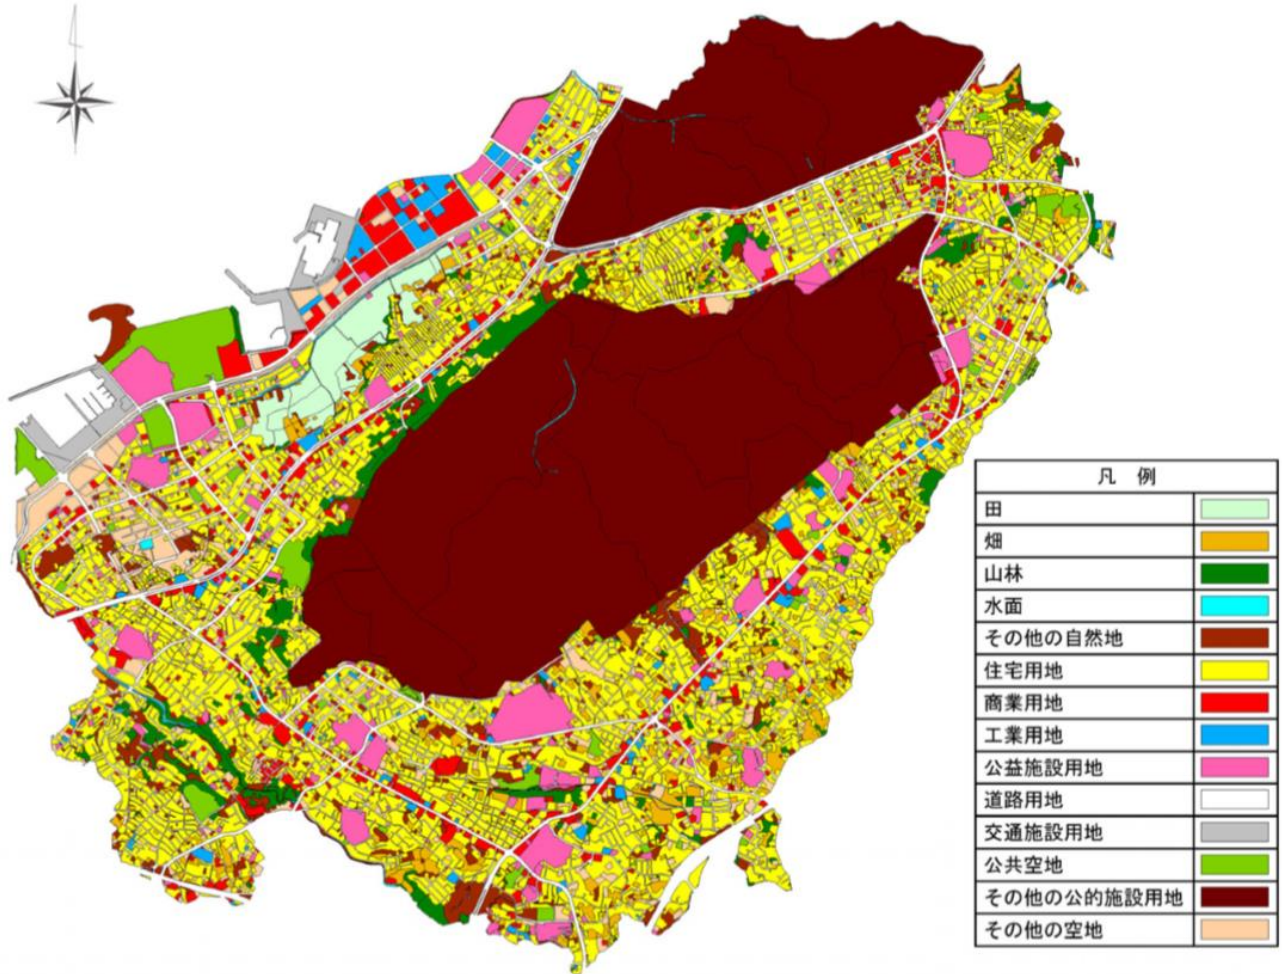 凡 例
田
畑
山林
水面
その他の自然地
住宅用地
商業用地
工業用地
公益施設用地
道路用地
交通施設用地
公共空地
その他の公的施設用地
その他の空地